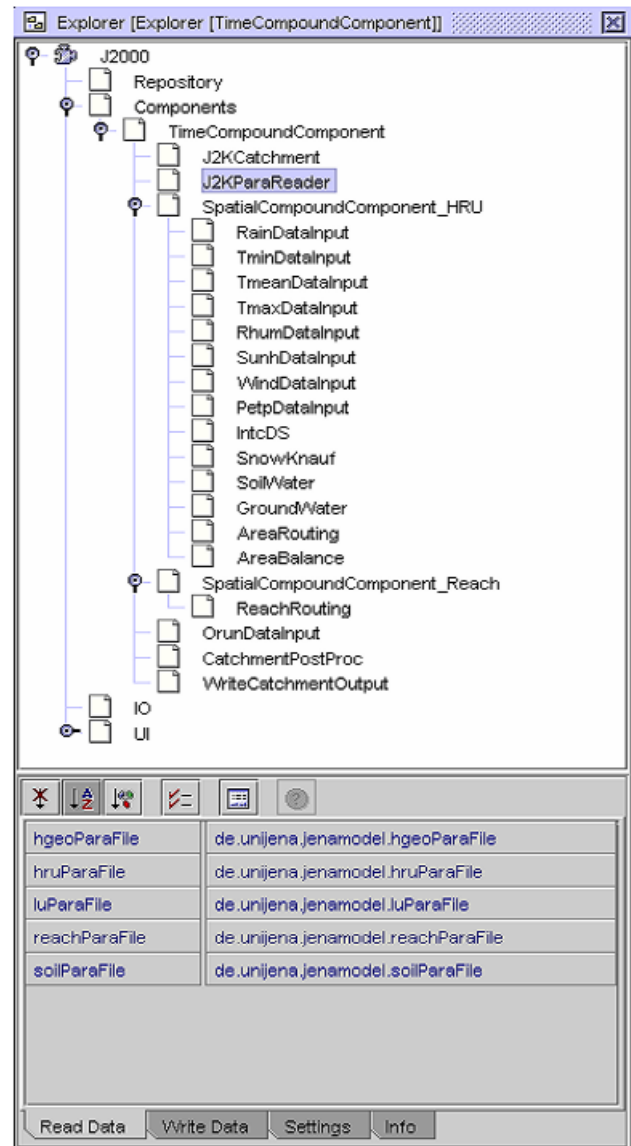 Explorer [Explorer [TimeCompoundComponent]]
J2000
Repository
Components
TimeCompoundComponent
J2KCatchment
J2KParaReader
SpatialCompoundComponent_HRU
RainDataInput
TminDataInput
TmeanDataInput
TmaxDataInput
RhumDataInput
SunhDataInput
WindDataInput
PetpDataInput
IntcDS
SnowKnauf
SoilWater
GroundWater
AreaRouting
AreaBalance
SpatialCompoundComponent_Reach
ReachRouting
OrunDataInput
CatchmentPostProc
WriteCatchmentOutput
IO
UI
hgeoParaFile de.unijena.jenamodel.hgeoParaFile
hruParaFile de.unijena.jenamodel.hruParaFile
luParaFile de.unijena.jenamodel.luParaFile
reachParaFile de.unijena.jenamodel.reachParaFile
soilParaFile de.unijena.jenamodel.soilParaFile
Read Data Write Data Settings Info